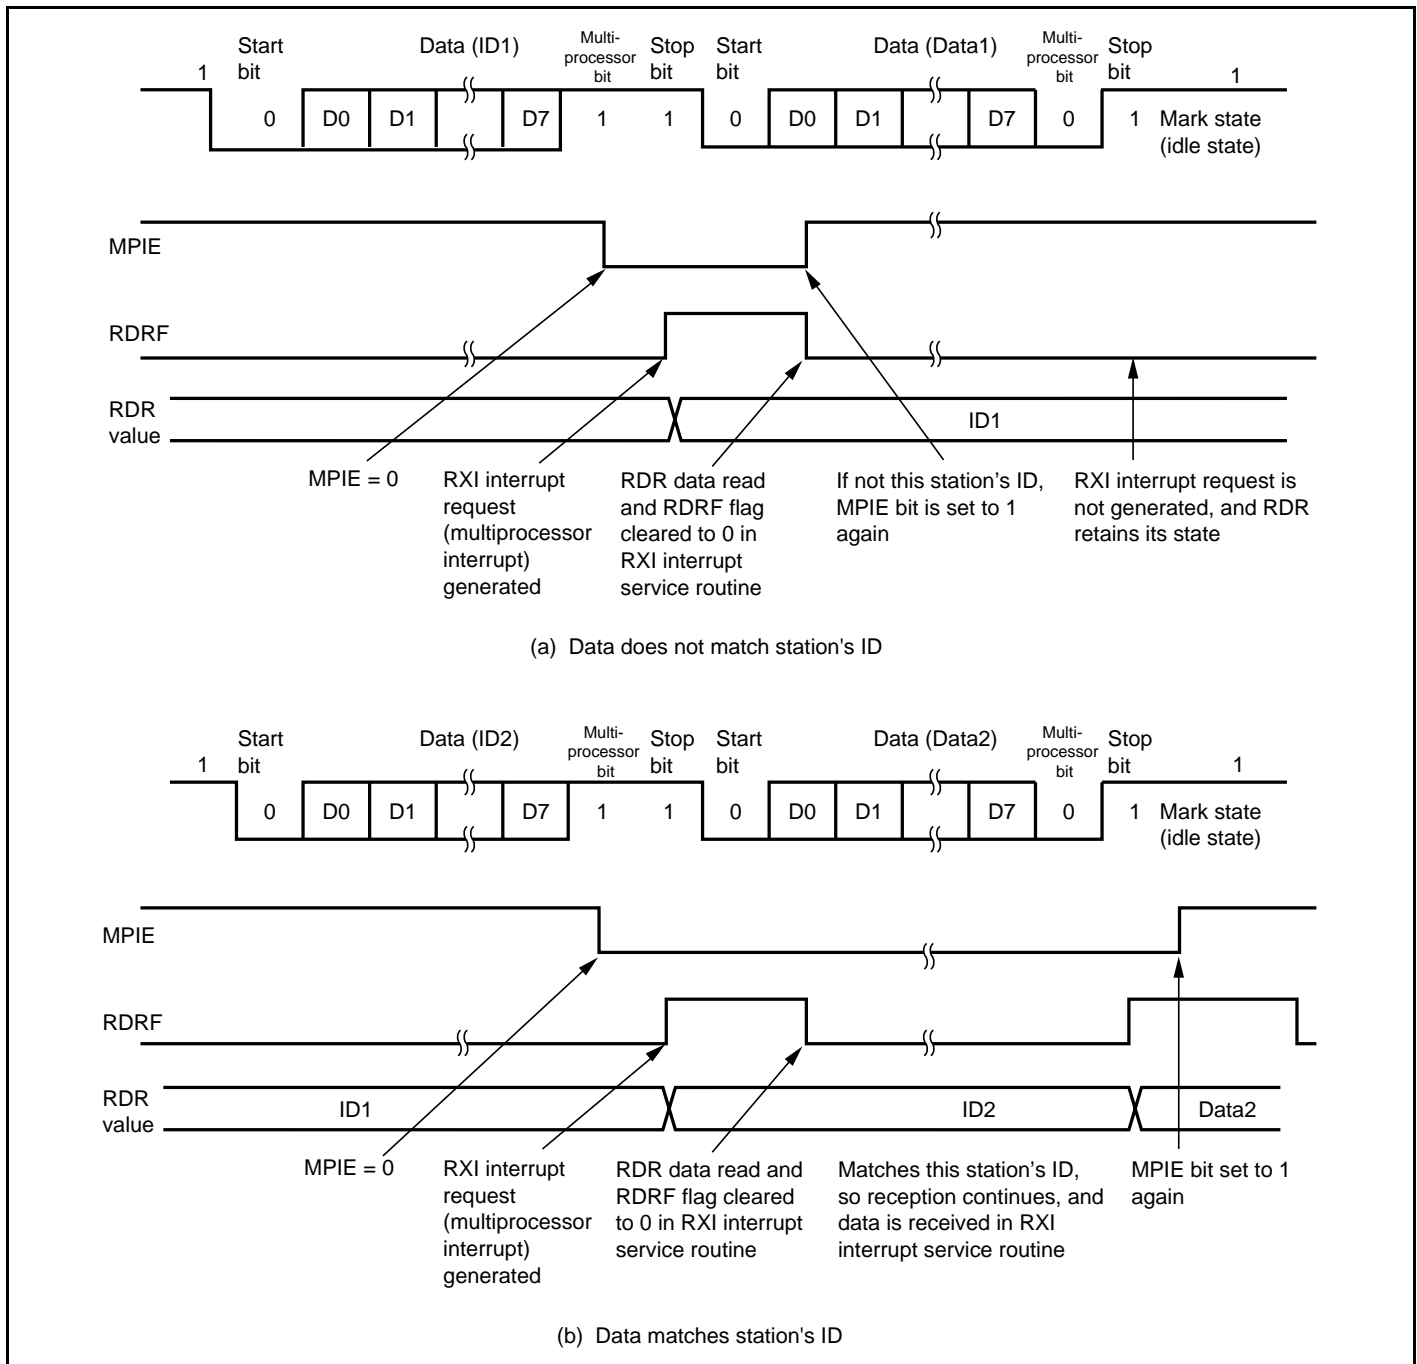 Start bit
Data (ID1)
Multi-processor bit
Stop bit
Start bit
Data (Data1)
Multi-processor bit
Stop bit
1
1
0 D0 D1 D7 1 1 0 D0 D1 D7 0 1 Mark state (idle state)
MPIE
RDRF
RDR value
ID1
MPIE = 0
RXI interrupt
request
(multiprocessor
interrupt)
generated
RDR data read
and RDRF flag
cleared to 0 in
RXI interrupt
service routine
If not this station's ID,
MPIE bit is set to 1
again
RXI interrupt request is
not generated, and RDR
retains its state
(a) Data does not match station's ID
Start bit
Data (ID2)
Multi-processor bit
Stop bit
Start bit
Data (Data2)
Multi-processor bit
Stop bit
1
1
0 D0 D1 D7 1 1 0 D0 D1 D7 0 1 Mark state (idle state)
MPIE
RDRF
RDR value
ID1
ID2
Data2
MPIE = 0
RXI interrupt
request
(multiprocessor
interrupt)
generated
RDR data read and
RDRF flag cleared
to 0 in RXI interrupt
service routine
Matches this station's ID,
so reception continues, and
data is received in RXI
interrupt service routine
MPIE bit set to 1
again
(b) Data matches station's ID